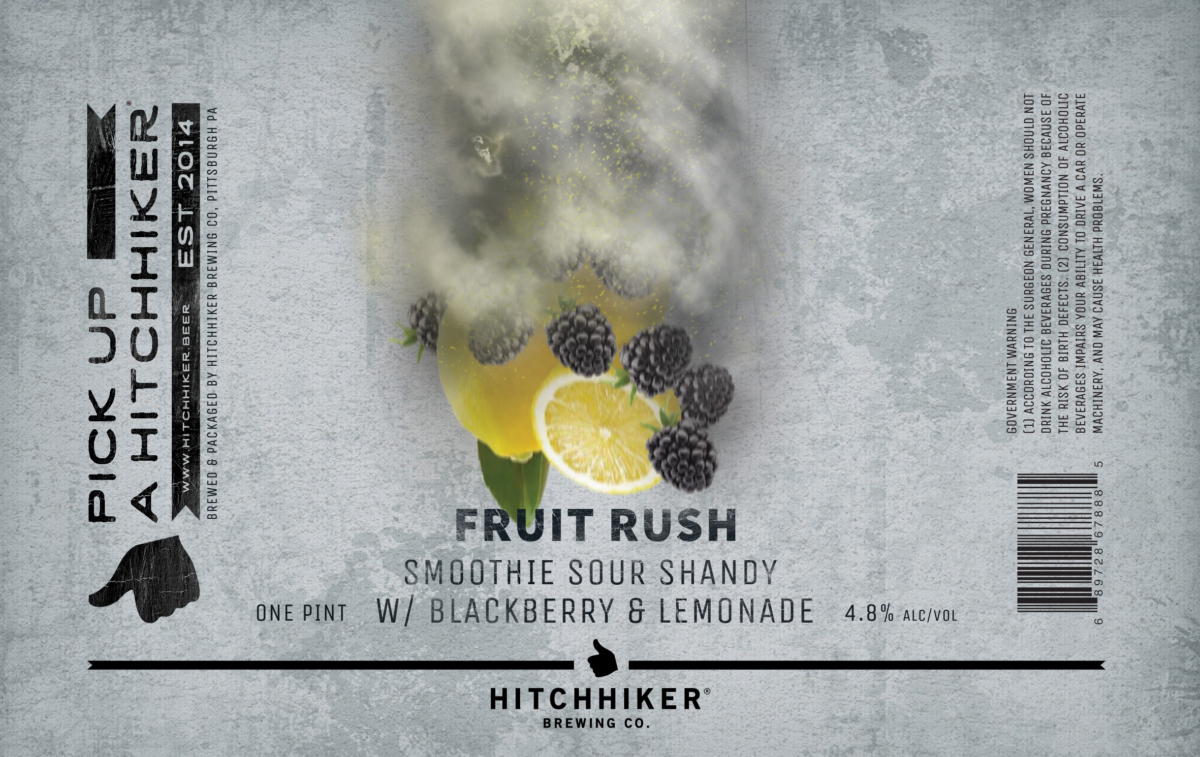 PICK UP
A HITCHHIKER®
WWW.HITCHHIKER.BEER EST 2014
BREWED & PACKAGED BY HITCHHIKER BREWING CO, PITTSBURGH PA
FRUIT RUSH
SMOOTHIE SOUR SHANDY
ONE PINT W/ BLACKBERRY & LEMONADE 4.8% ALC/VOL
HITCHHIKER®
BREWING CO.
GOVERNMENT WARNING
(1) ACCORDING TO THE SURGEON GENERAL, WOMEN SHOULD NOT
DRINK ALCOHOLIC BEVERAGES DURING PREGNANCY BECAUSE OF
THE RISK OF BIRTH DEFECTS. (2) CONSUMPTION OF ALCOHOLIC
BEVERAGES IMPAIRS YOUR ABILITY TO DRIVE A CAR OR OPERATE
MACHINERY, AND MAY CAUSE HEALTH PROBLEMS.
6 89728 67888 5